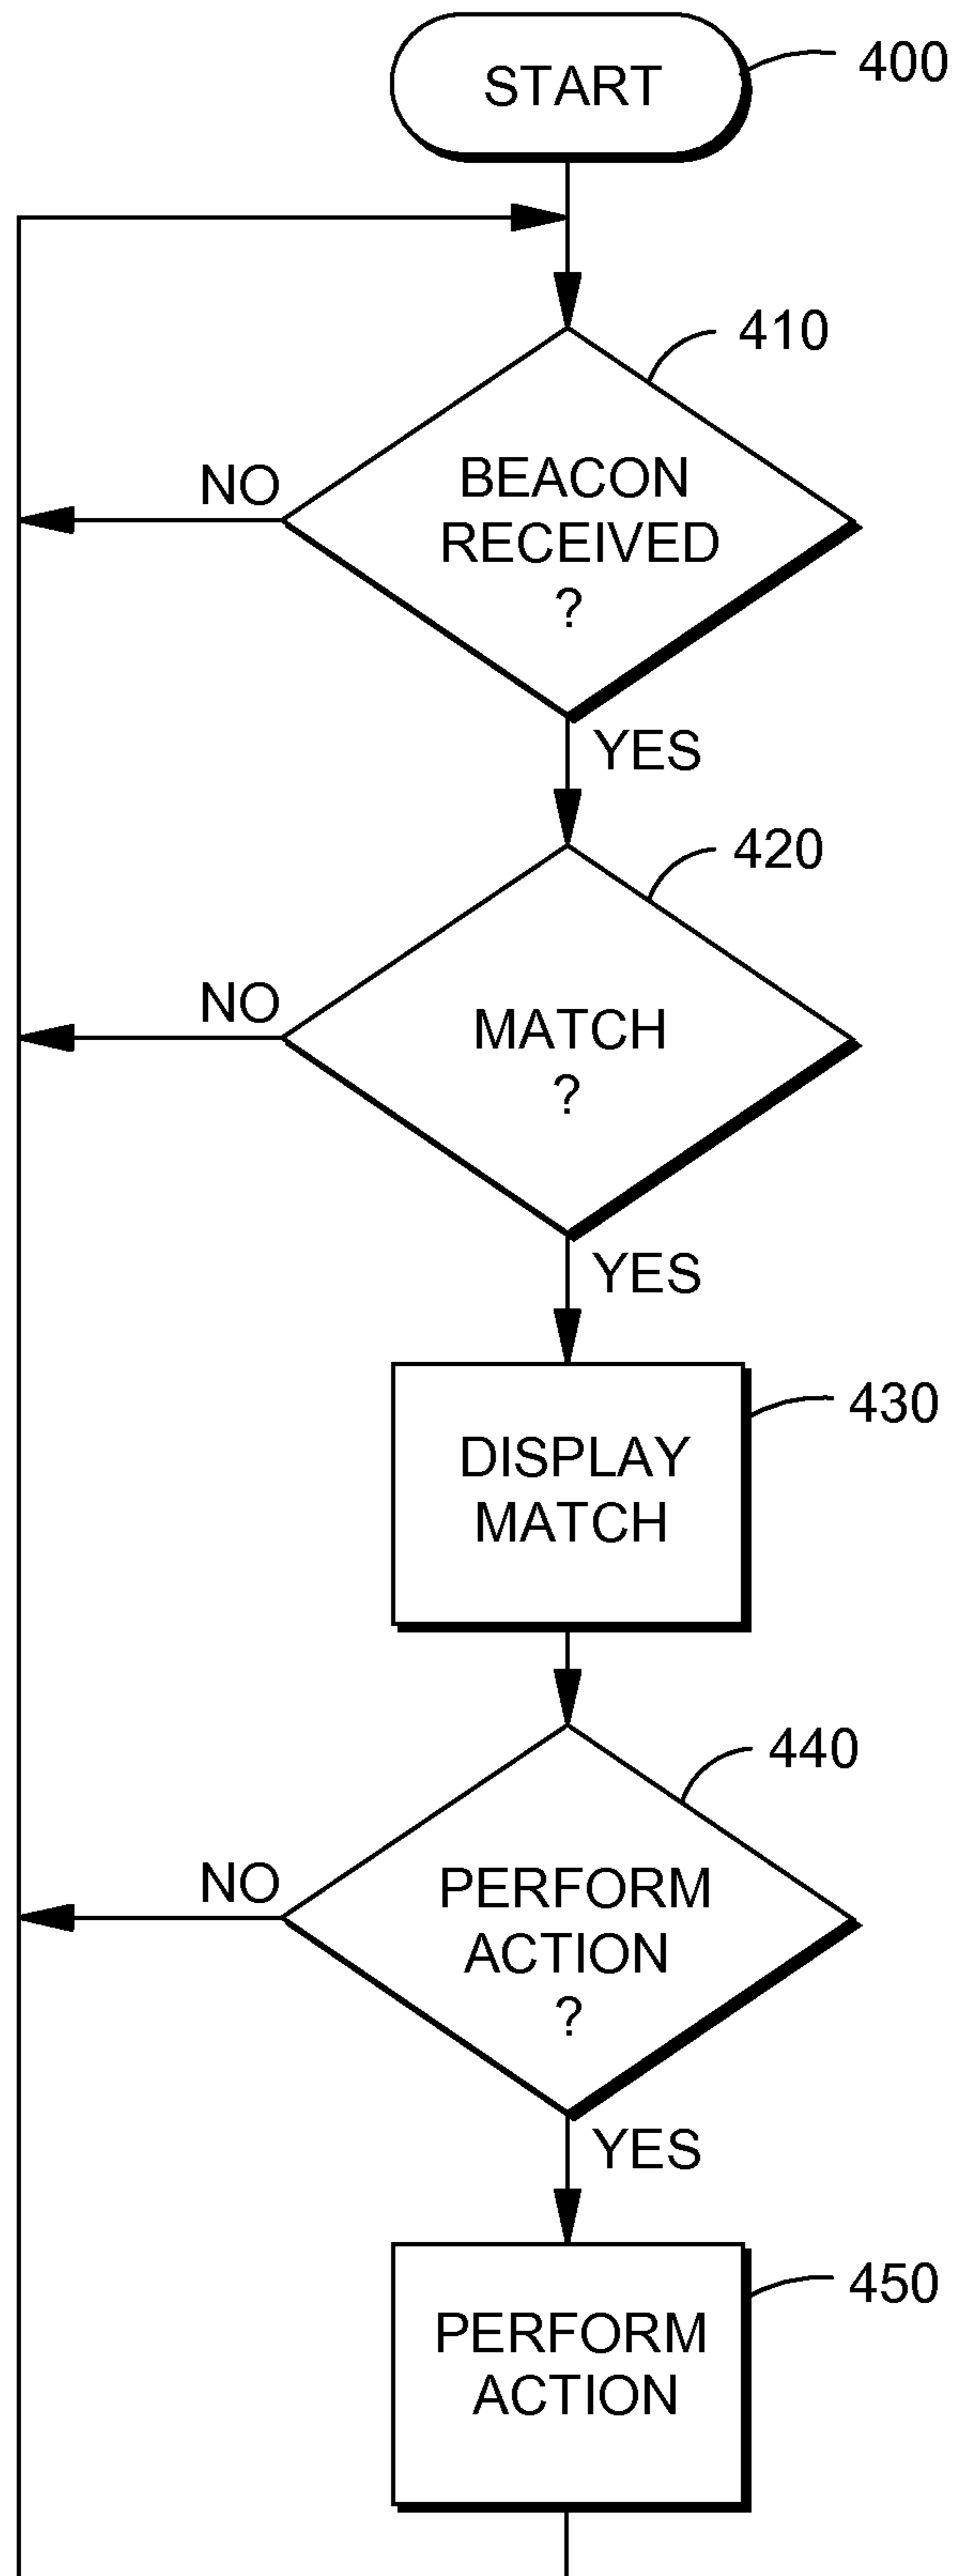 START
400
410
BEACON
RECEIVED
?
NO
YES
420
MATCH
?
NO
YES
430
DISPLAY
MATCH
440
PERFORM
ACTION
?
NO
YES
450
PERFORM
ACTION